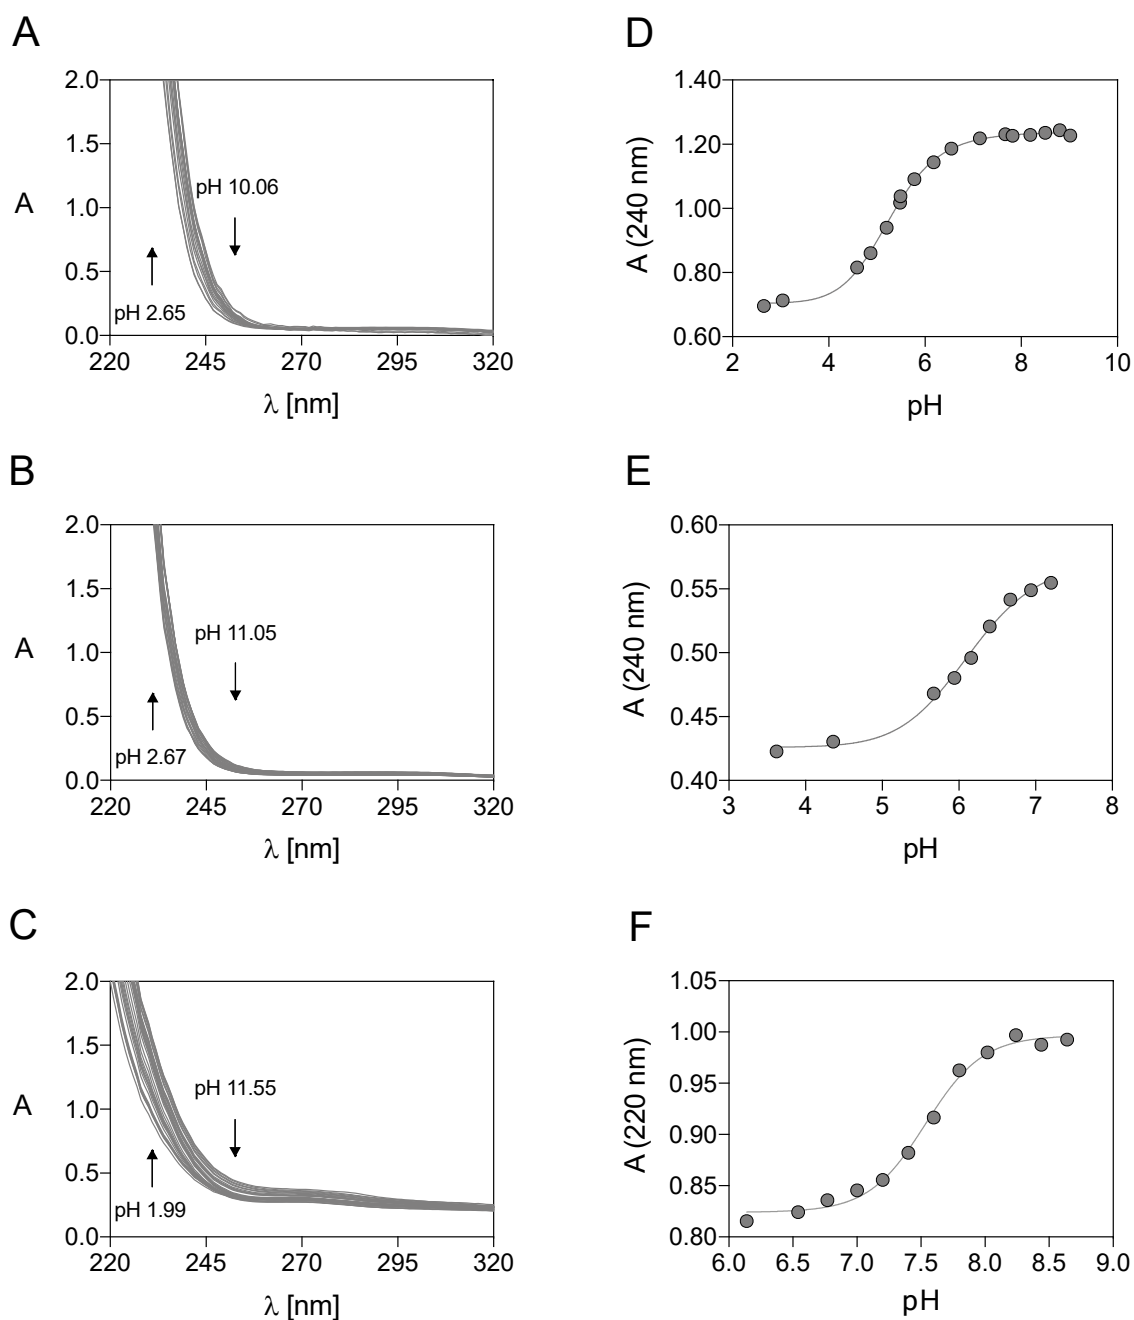 A
2.0
1.5
1.0
0.5
0.0
A
pH 10.06
pH 2.65
220 245 270 295 320
λ [nm]
D
1.40
1.20
1.00
0.80
0.60
A (240 nm)
2 4 6 8 10
pH
B
2.0
1.5
1.0
0.5
0.0
A
pH 11.05
pH 2.67
220 245 270 295 320
λ [nm]
E
0.60
0.55
0.50
0.45
0.40
A (240 nm)
3 4 5 6 7 8
pH
C
2.0
1.5
1.0
0.5
0.0
A
pH 11.55
pH 1.99
220 245 270 295 320
λ [nm]
F
1.05
1.00
0.95
0.90
0.85
0.80
A (220 nm)
6.0 6.5 7.0 7.5 8.0 8.5 9.0
pH